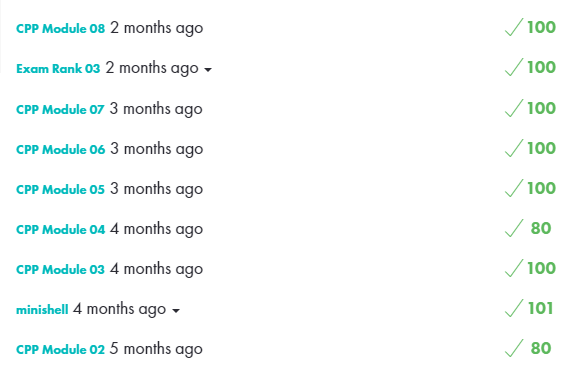 CPP Module 08 2 months ago 100
Exam Rank 03 2 months ago 100
CPP Module 07 3 months ago 100
CPP Module 06 3 months ago 100
CPP Module 05 3 months ago 100
CPP Module 04 4 months ago 80
CPP Module 03 4 months ago 100
minishell 4 months ago 101
CPP Module 02 5 months ago 80